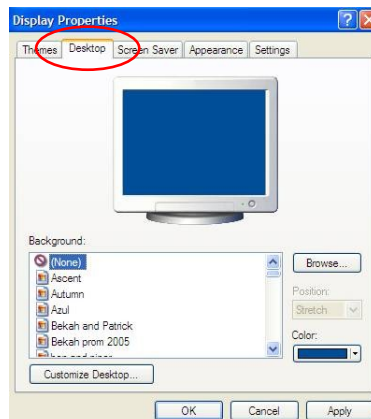 Display Properties
Themes Desktop Screen Saver Appearance Settings
Background:
(None)
Ascent
Autumn
Azul
Bekah and Patrick
Bekah prom 2005
Browse...
Position:
Stretch
Color:
Customize Desktop...
OK Cancel Apply